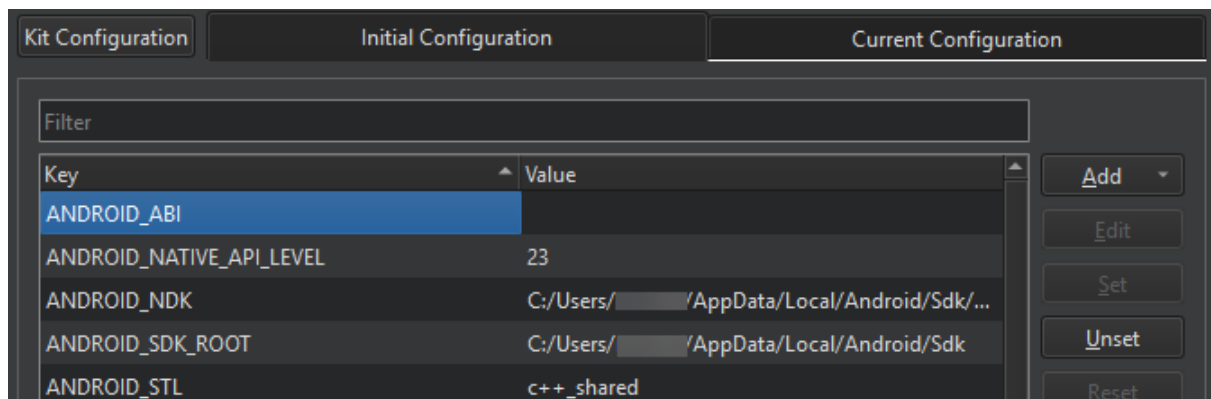 Kit Configuration Initial Configuration Current Configuration
Filter
Key Value
Add
ANDROID_ABI
Edit
ANDROID_NATIVE_API_LEVEL 23
ANDROID_NDK C:/Users/ /AppData/Local/Android/Sdk/...
Set
ANDROID_SDK_ROOT C:/Users/ /AppData/Local/Android/Sdk
Unset
ANDROID_STL c++_shared
Reset